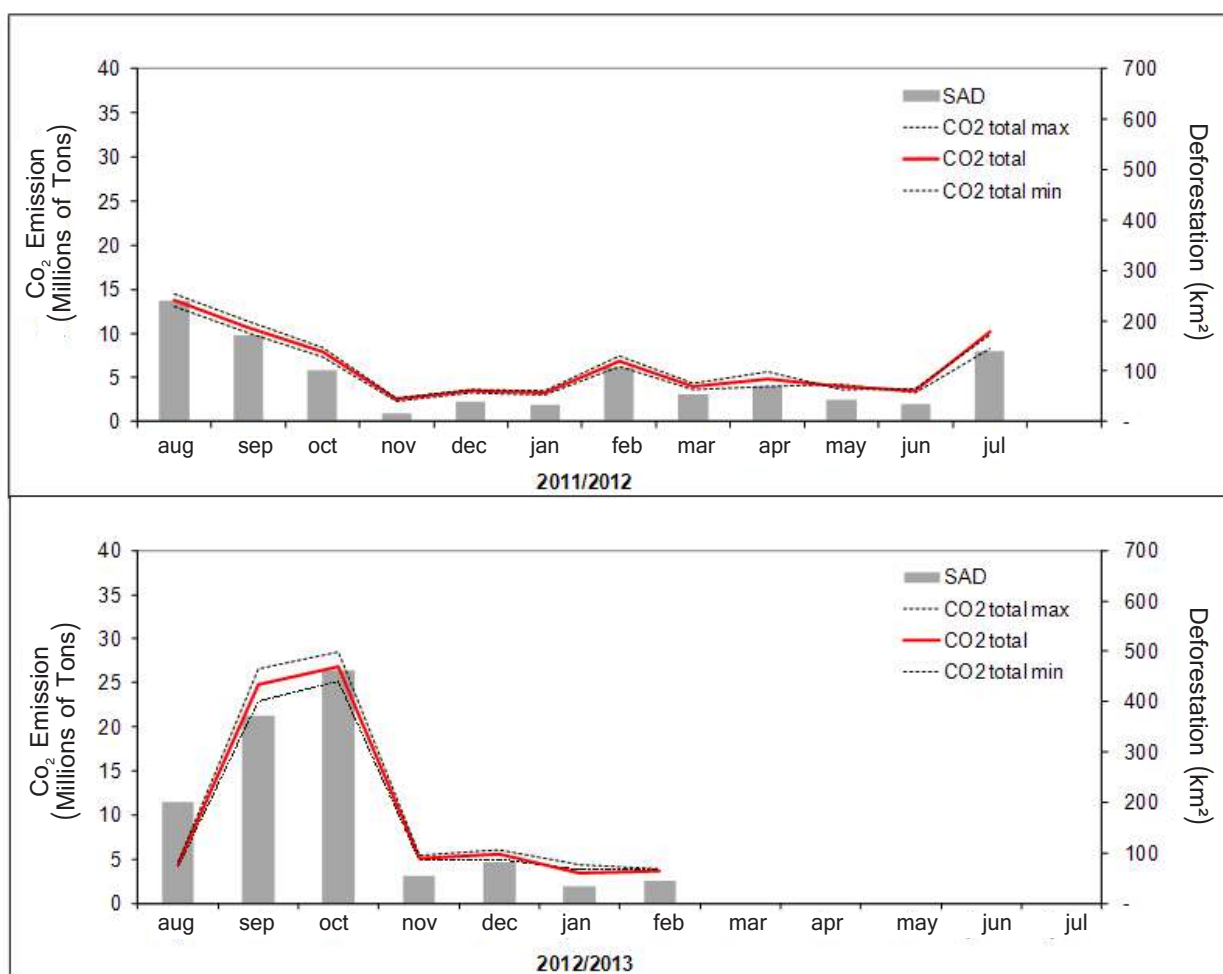 40
35
30
25
20
15
10
5
0
Co₂ Emission
(Millions of Tons)
700
600
500
400
300
200
100
-
Deforestation (km²)
SAD
CO2 total max
CO2 total
CO2 total min
aug sep oct nov dec jan feb mar apr may jun jul
2011/2012
40
35
30
25
20
15
10
5
0
Co₂ Emission
(Millions of Tons)
700
600
500
400
300
200
100
-
Deforestation (km²)
SAD
CO2 total max
CO2 total
CO2 total min
aug sep oct nov dec jan feb mar apr may jun jul
2012/2013